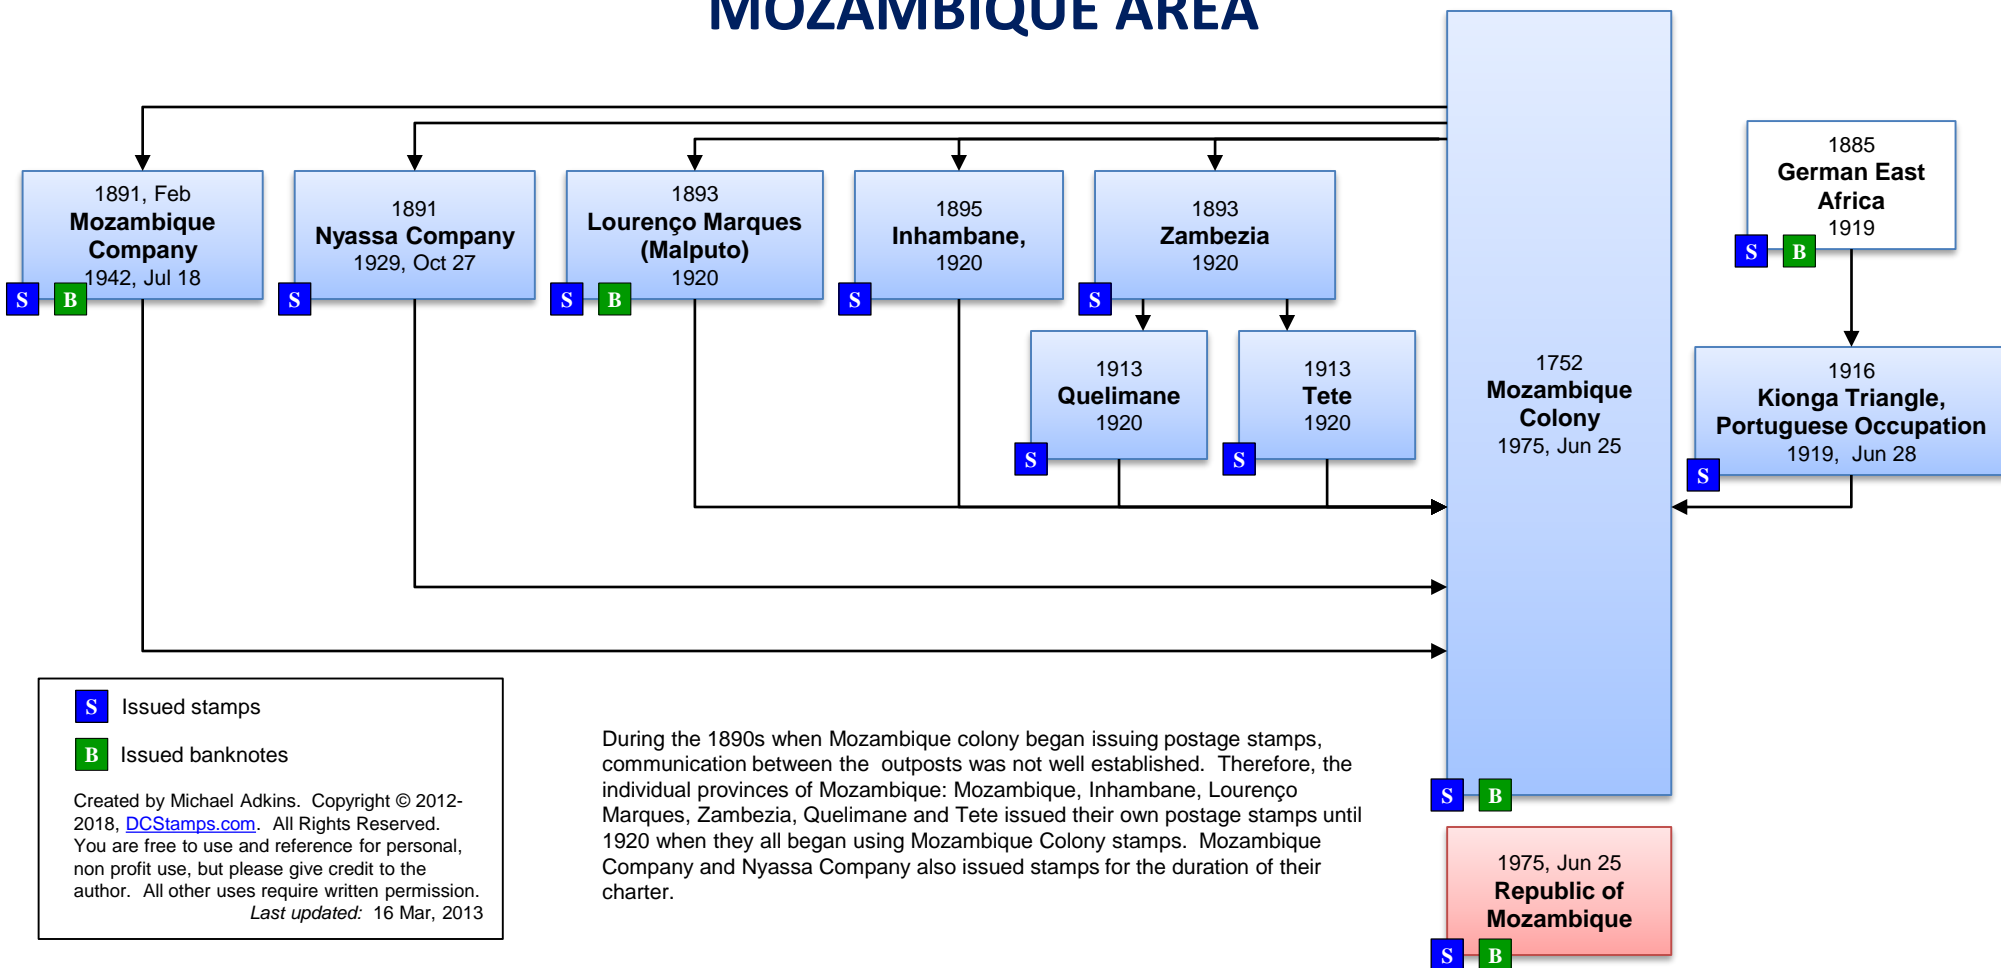 MOZAMBIQUE AREA
1891, Feb
Mozambique
Company
1942, Jul 18
S B
1891
Nyassa Company
1929, Oct 27
S
1893
Lourenço Marques
(Malputo)
1920
S B
1895
Inhambane,
1920
S
1893
Zambezia
1920
S
1913
Quelimane
1920
S
1913
Tete
1920
S
1752
Mozambique
Colony
1975, Jun 25
S B
1885
German East
Africa
1919
S B
1916
Kionga Triangle,
Portuguese Occupation
1919, Jun 28
S
1975, Jun 25
Republic of
Mozambique
S B
S Issued stamps
B Issued banknotes
Created by Michael Adkins. Copyright © 2012-
2018, DCStamps.com. All Rights Reserved.
You are free to use and reference for personal,
non profit use, but please give credit to the
author. All other uses require written permission.
Last updated: 16 Mar, 2013
During the 1890s when Mozambique colony began issuing postage stamps,
communication between the outposts was not well established. Therefore, the
individual provinces of Mozambique: Mozambique, Inhambane, Lourenço
Marques, Zambezia, Quelimane and Tete issued their own postage stamps until
1920 when they all began using Mozambique Colony stamps. Mozambique
Company and Nyassa Company also issued stamps for the duration of their
charter.